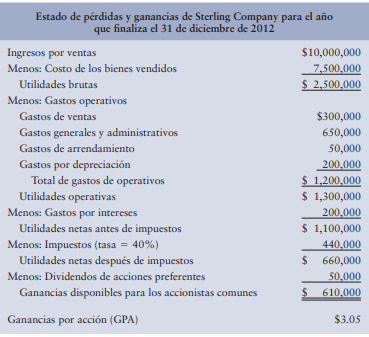 Estado de pérdidas y ganancias de Sterling Company para el año
que finaliza el 31 de diciembre de 2012
Ingresos por ventas $10,000,000
Menos: Costo de los bienes vendidos 7,500,000
Utilidades brutas $ 2,500,000
Menos: Gastos operativos
Gastos de ventas $300,000
Gastos generales y administrativos 650,000
Gastos de arrendamiento 50,000
Gastos por depreciación 200,000
Total de gastos de operativos $ 1,200,000
Utilidades operativas $ 1,300,000
Menos: Gastos por intereses 200,000
Utilidades netas antes de impuestos $ 1,100,000
Menos: Impuestos (tasa = 40%) 440,000
Utilidades netas después de impuestos $ 660,000
Menos: Dividendos de acciones preferentes 50,000
Ganancias disponibles para los accionistas comunes $ 610,000
Ganancias por acción (GPA) $3.05